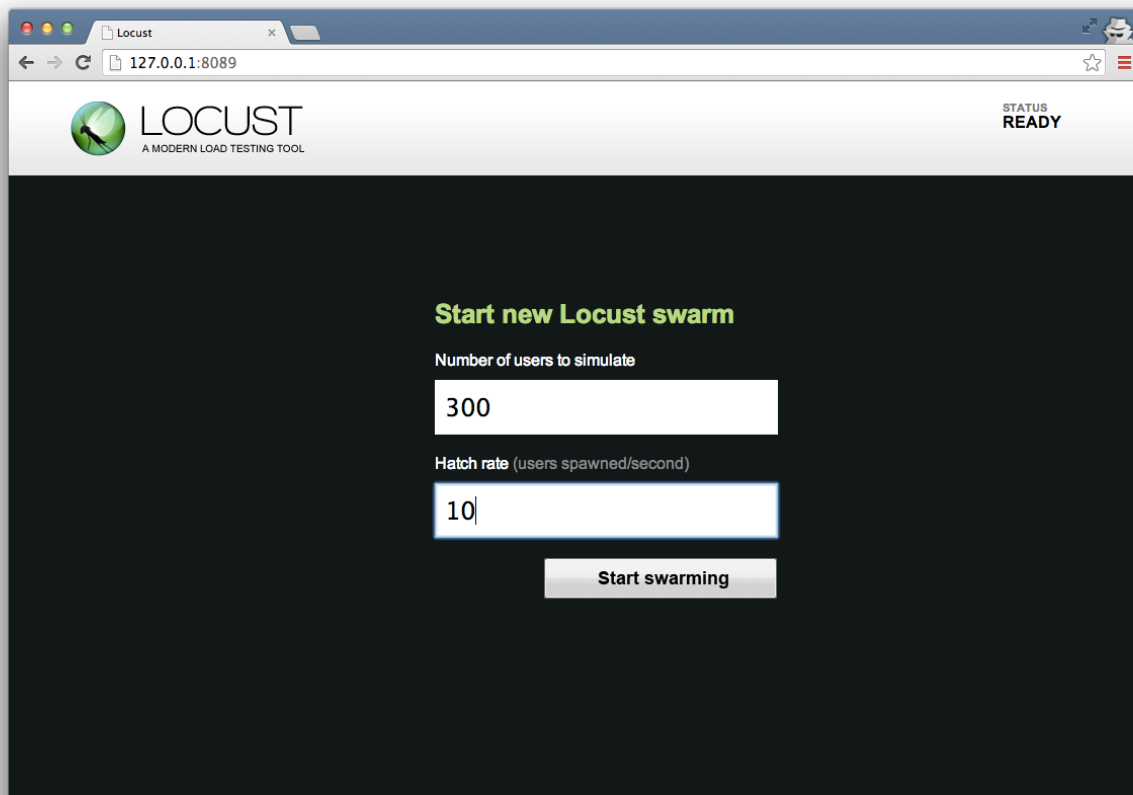 Locust
127.0.0.1:8089
LOCUST
A MODERN LOAD TESTING TOOL
STATUS
READY
Start new Locust swarm
Number of users to simulate
300
Hatch rate (users spawned/second)
10
Start swarming